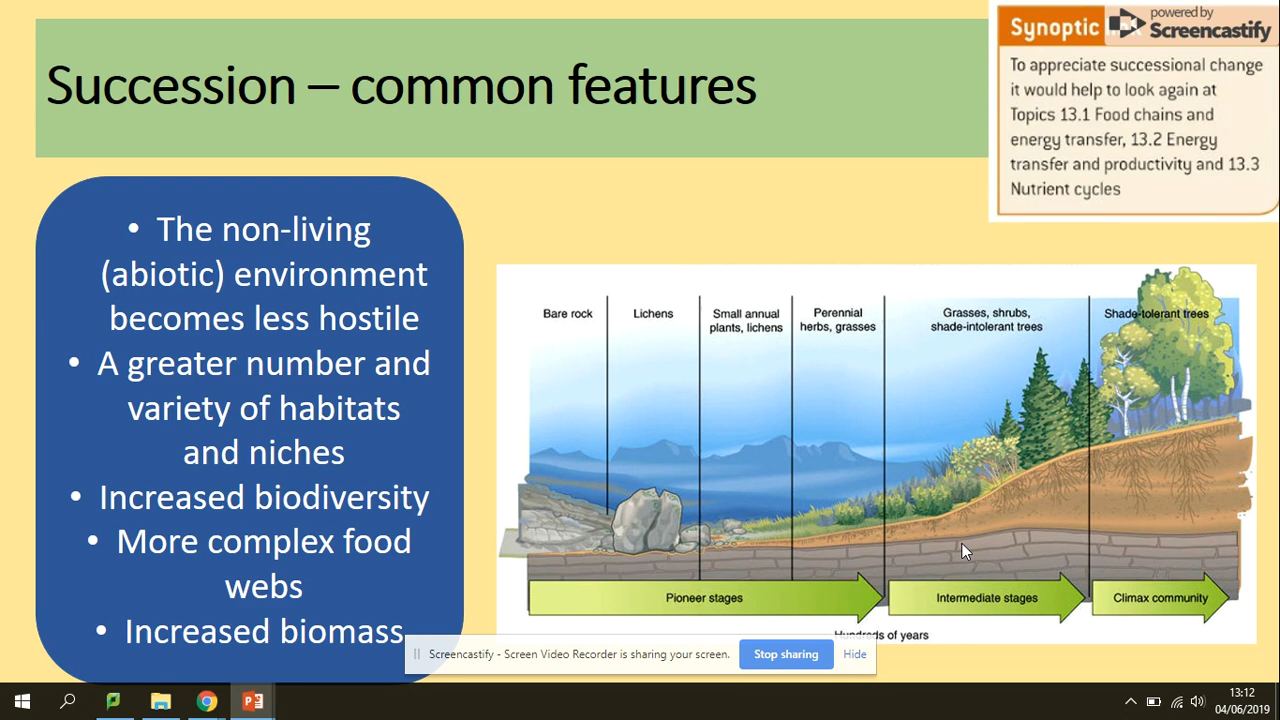 Succession – common features
Synoptic
powered by
Screencastify
To appreciate successional change
it would help to look again at
Topics 13.1 Food chains and
energy transfer, 13.2 Energy
transfer and productivity and 13.3
Nutrient cycles
• The non-living
(abiotic) environment
becomes less hostile
• A greater number and
variety of habitats
and niches
• Increased biodiversity
• More complex food
webs
• Increased biomass
Bare rock
Lichens
Small annual
plants, lichens
Perennial
herbs, grasses
Grasses, shrubs,
shade-intolerant trees
Shade-tolerant trees
Pioneer stages
Intermediate stages
Climax community
Hundreds of years
Screencastify - Screen Video Recorder is sharing your screen.
Stop sharing
Hide
13:12
04/06/2019